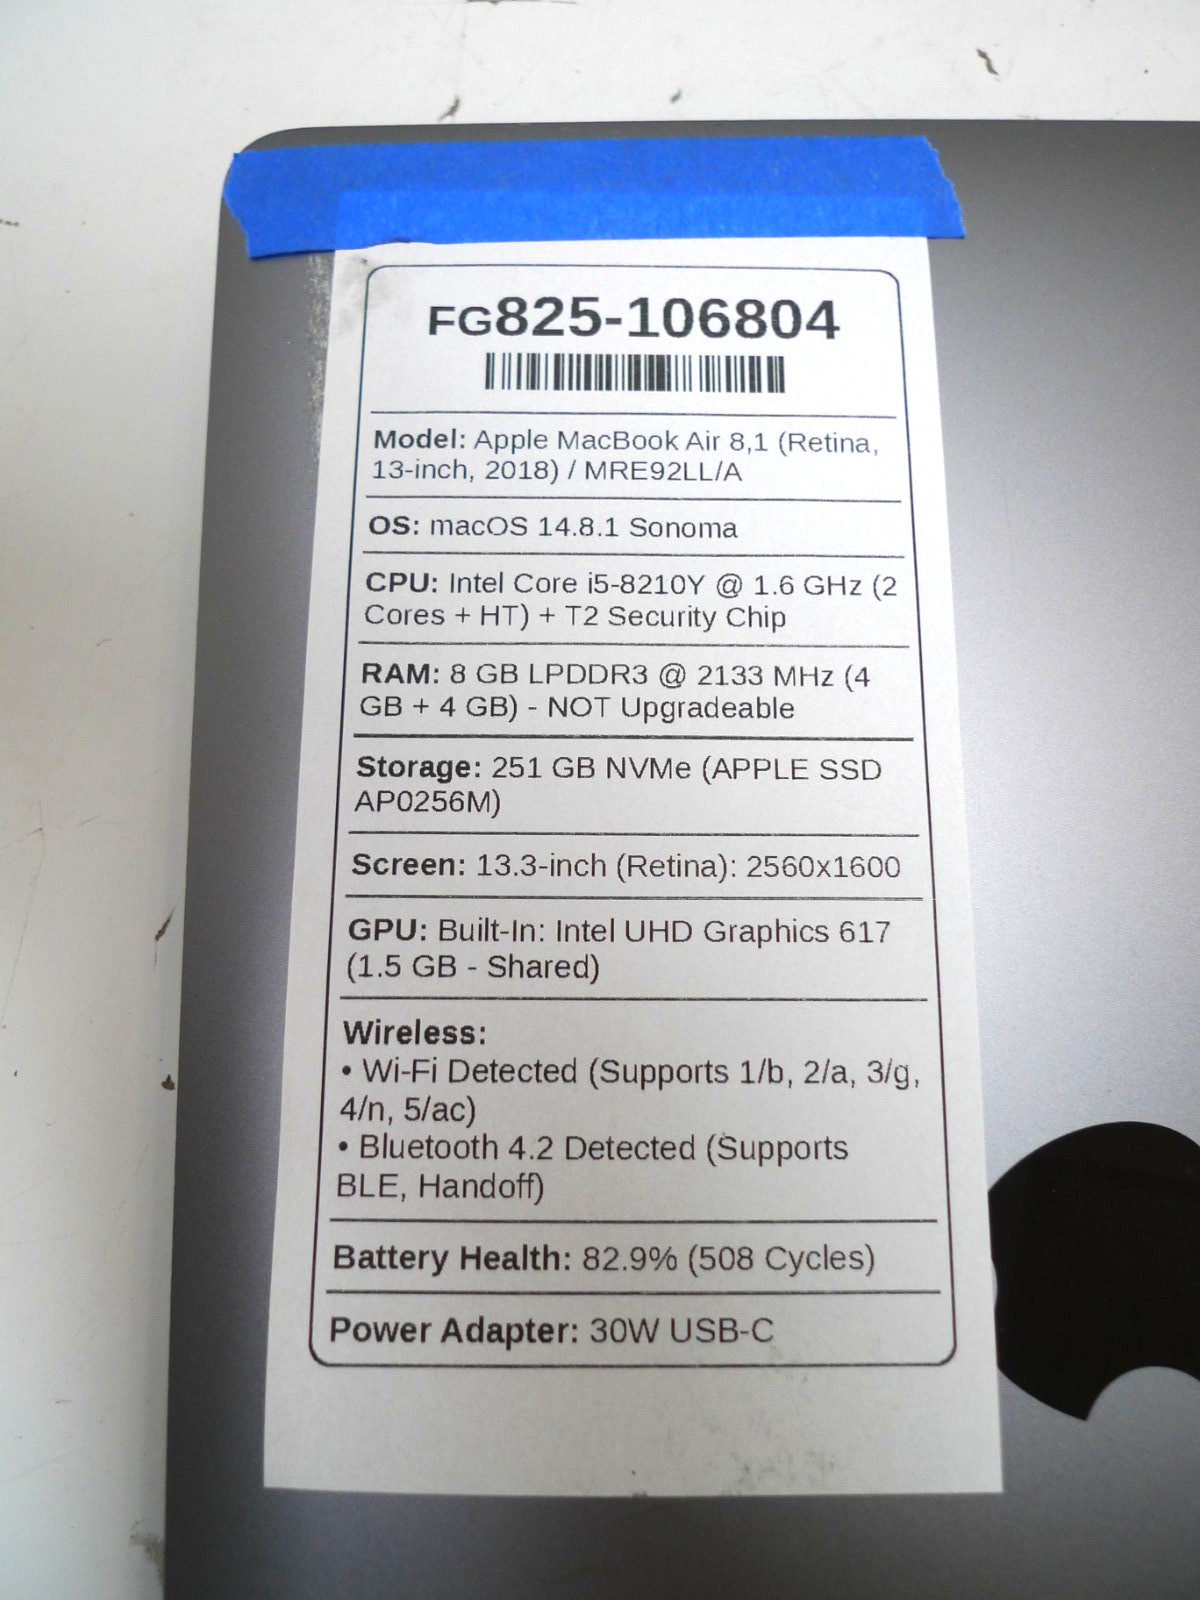 FG825-106804
Model: Apple MacBook Air 8,1 (Retina,
13-inch, 2018) / MRE92LL/A
OS: macOS 14.8.1 Sonoma
CPU: Intel Core i5-8210Y @ 1.6 GHz (2
Cores + HT) + T2 Security Chip
RAM: 8 GB LPDDR3 @ 2133 MHz (4
GB + 4 GB) - NOT Upgradeable
Storage: 251 GB NVMe (APPLE SSD
AP0256M)
Screen: 13.3-inch (Retina): 2560x1600
GPU: Built-In: Intel UHD Graphics 617
(1.5 GB - Shared)
Wireless:
• Wi-Fi Detected (Supports 1/b, 2/a, 3/g,
4/n, 5/ac)
• Bluetooth 4.2 Detected (Supports
BLE, Handoff)
Battery Health: 82.9% (508 Cycles)
Power Adapter: 30W USB-C